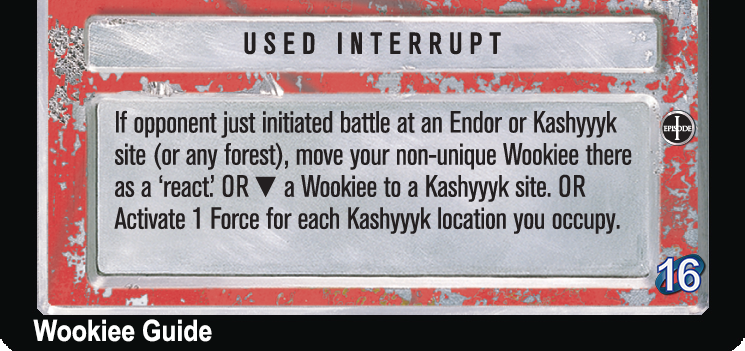 USED INTERRUPT
If opponent just initiated battle at an Endor or Kashyyyk
site (or any forest), move your non-unique Wookiee there
as a ‘react.’ OR ▼ a Wookiee to a Kashyyyk site. OR
Activate 1 Force for each Kashyyyk location you occupy.
EPISODE I
16
Wookiee Guide